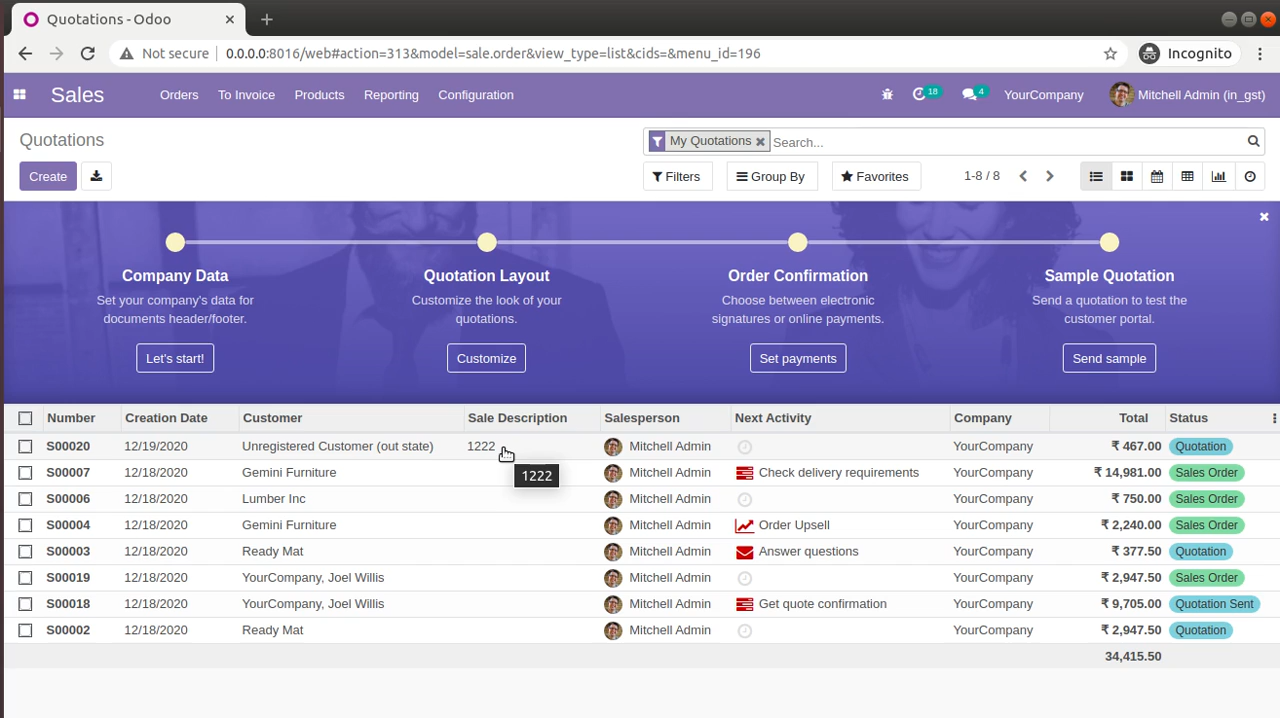 Quotations - Odoo
Not secure 0.0.0.0:8016/web#action=313&model=sale.order&view_type=list&cids=&menu_id=196 Incognito
Sales Orders To Invoice Products Reporting Configuration 18 4 YourCompany Mitchell Admin (in_gst)
Quotations My Quotations Search...
Create Filters Group By Favorites 1-8 / 8
Company Data Quotation Layout Order Confirmation Sample Quotation
Set your company's data for Customize the look of your Choose between electronic Send a quotation to test the
documents header/footer. quotations. signatures or online payments. customer portal.
Let's start! Customize Set payments Send sample
Number Creation Date Customer Sale Description Salesperson Next Activity Company Total Status
S00020 12/19/2020 Unregistered Customer (out state) 1222 Mitchell Admin YourCompany ₹ 467.00 Quotation
1222
S00007 12/18/2020 Gemini Furniture Mitchell Admin Check delivery requirements YourCompany ₹ 14,981.00 Sales Order
S00006 12/18/2020 Lumber Inc Mitchell Admin YourCompany ₹ 750.00 Sales Order
S00004 12/18/2020 Gemini Furniture Mitchell Admin Order Upsell YourCompany ₹ 2,240.00 Sales Order
S00003 12/18/2020 Ready Mat Mitchell Admin Answer questions YourCompany ₹ 377.50 Quotation
S00019 12/18/2020 YourCompany, Joel Willis Mitchell Admin YourCompany ₹ 2,947.50 Sales Order
S00018 12/18/2020 YourCompany, Joel Willis Mitchell Admin Get quote confirmation YourCompany ₹ 9,705.00 Quotation Sent
S00002 12/18/2020 Ready Mat Mitchell Admin YourCompany ₹ 2,947.50 Quotation
34,415.50